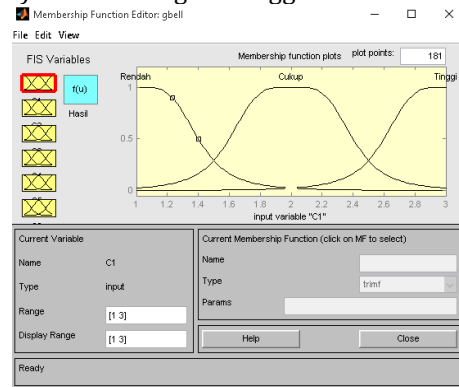 Membership Function Editor: gbell
File Edit View
FIS Variables
f(u)
Hasil
Membership function plots
plot points:
181
Rendah
Cukup
Tinggi
1
0.5
0
1 1.2 1.4 1.6 1.8 2 2.2 2.4 2.6 2.8 3
input variable "C1"
Current Variable
Name C1
Type input
Range [1 3]
Display Range [1 3]
Current Membership Function (click on MF to select)
Name
Type trimf
Params
Help
Close
Ready